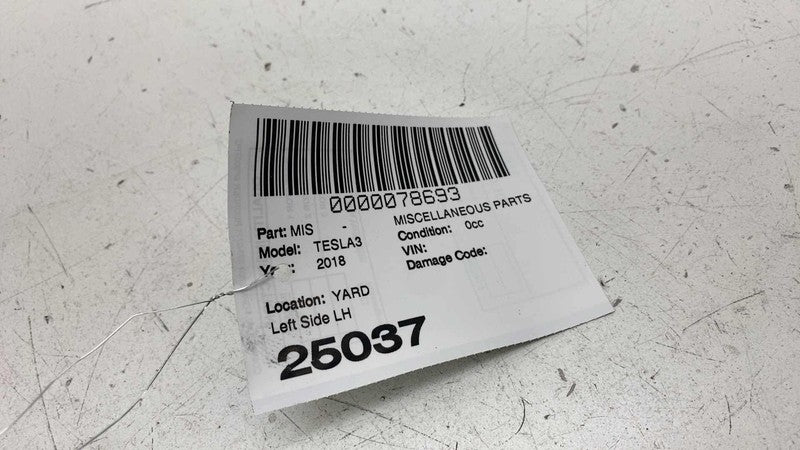 0000078693
Part: MIS - MISCELLANEOUS PARTS
Model: TESLA3 Condition: 0cc
2018 VIN:
Damage Code:
Location: YARD
Left Side LH
25037